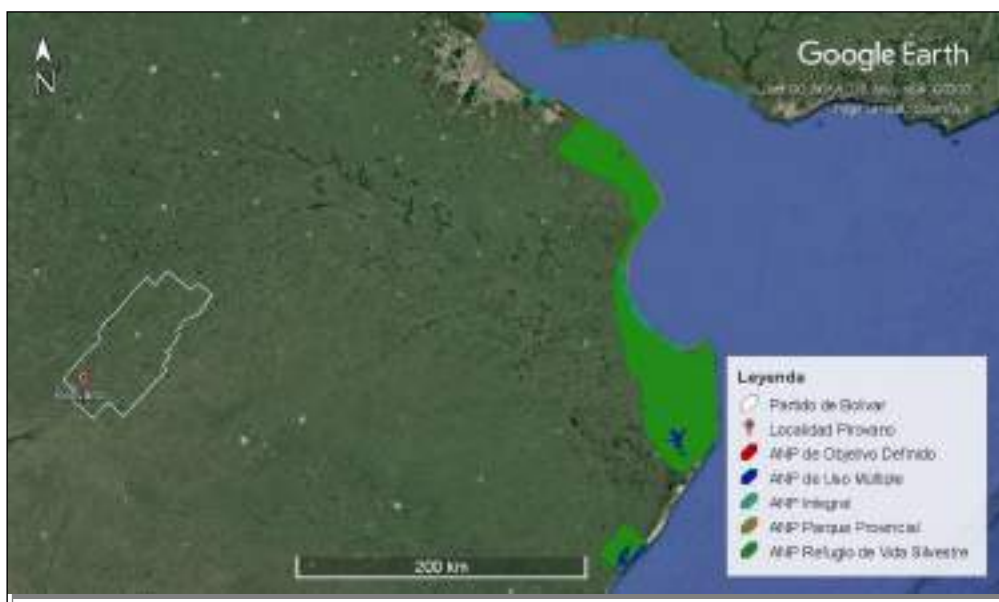 N
Google Earth
Leyenda
Partido de Bolívar
Localidad Pirovano
ANP de Objetivo Definido
ANP de Uso Múltiple
ANP Integral
ANP Parque Provincial
ANP Refugio de Vida Silvestre
200 km